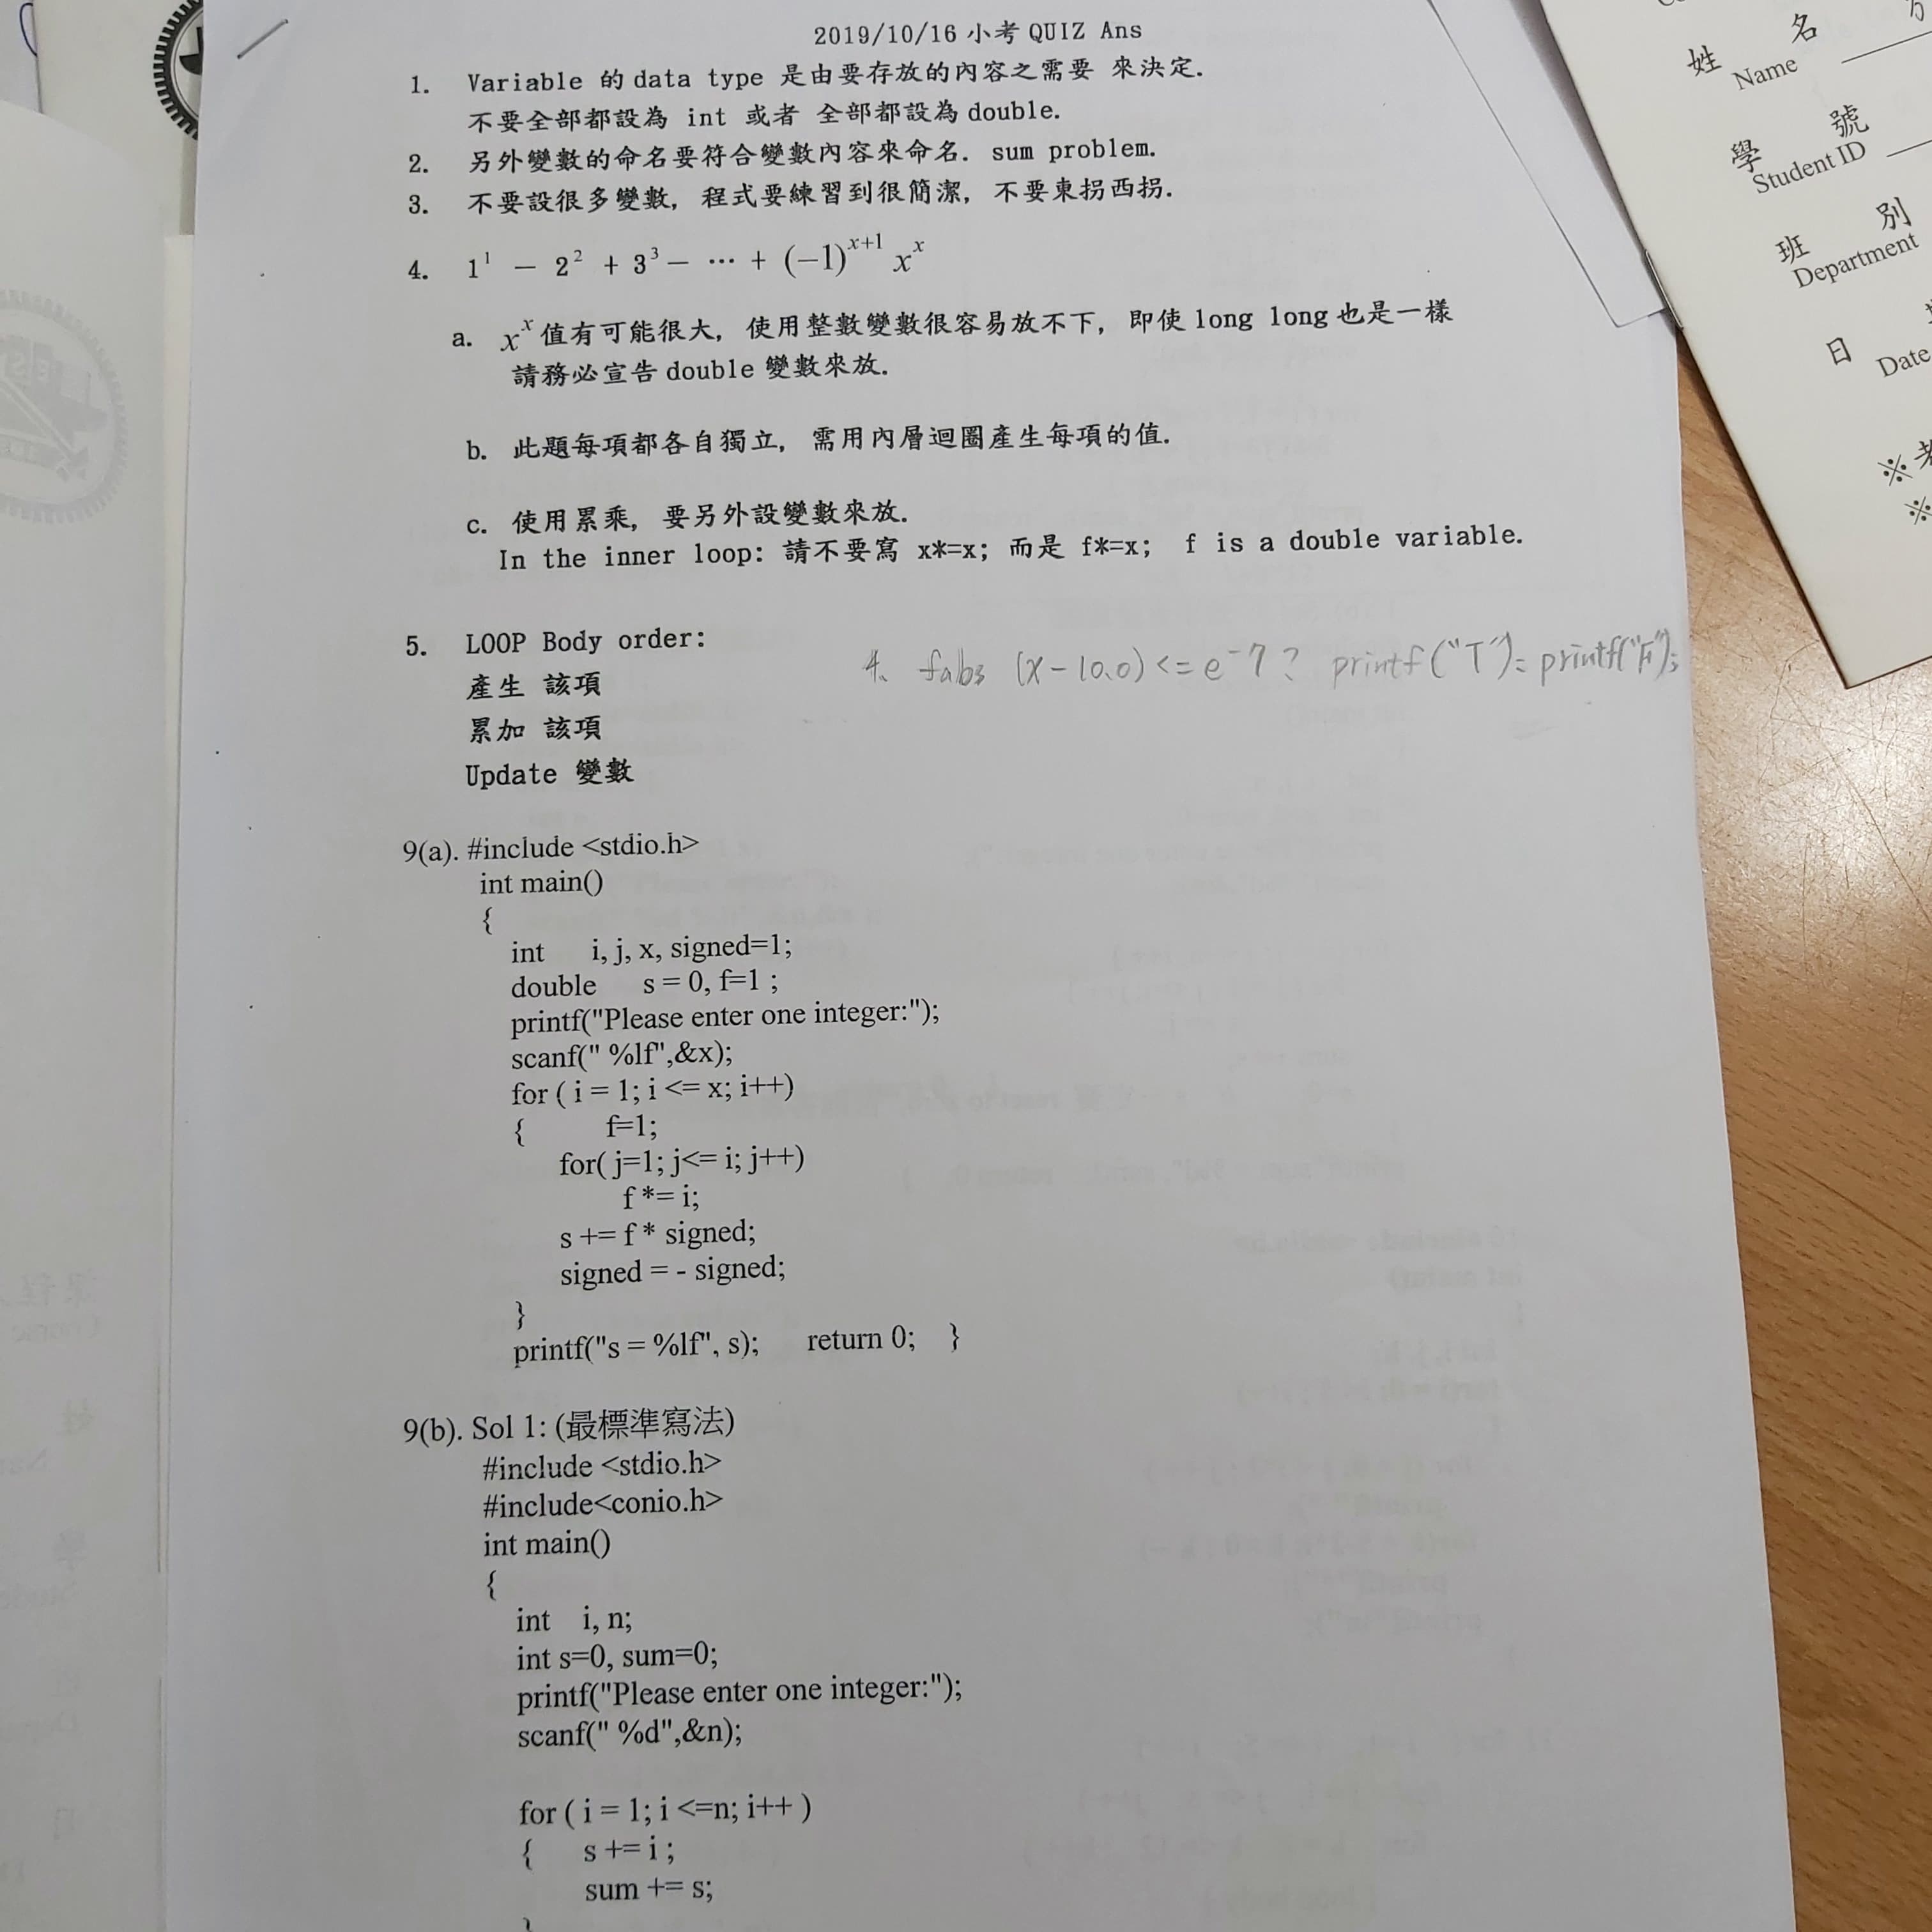 2019/10/16 小考 QUIZ Ans
1. Variable 的 data type 是由要存放的內容之需要 來決定.
不要全部都設為 int 或者 全部都設為 double.
2. 另外變數的命名要符合變數內容來命名. sum problem.
3. 不要設很多變數, 程式要練習到很簡潔, 不要東拐西拐.
4. 1¹ − 2² + 3³ − ⋯ + (−1)ˣ⁺¹ xˣ
a. xˣ 值有可能很大, 使用整數變數很容易放不下, 即使 long long 也是一樣
請務必宣告 double 變數來放.
b. 此題每項都各自獨立, 需用內層迴圈產生每項的值.
c. 使用累乘, 要另外設變數來放.
In the inner loop: 請不要寫 x*=x; 而是 f*=x; f is a double variable.
5. LOOP Body order:
產生 該項
累加 該項
Update 變數
4. fabs (x-10.0) <= e⁻7 ? printf("T") : printf("F");
9(a). #include <stdio.h>
int main()
{
int i, j, x, signed=1;
double s = 0, f=1 ;
printf("Please enter one integer:");
scanf(" %lf",&x);
for ( i = 1; i <= x; i++)
{ f=1;
for( j=1; j<= i; j++)
f *= i;
s += f * signed;
signed = - signed;
}
printf("s = %lf", s); return 0; }
9(b). Sol 1: (最標準寫法)
#include <stdio.h>
#include<conio.h>
int main()
{
int i, n;
int s=0, sum=0;
printf("Please enter one integer:");
scanf(" %d",&n);
for ( i = 1; i <=n; i++ )
{ s += i ;
sum += s;
}
姓 名
Name
學 號
Student ID
班 別
Department
日
Date
※
※